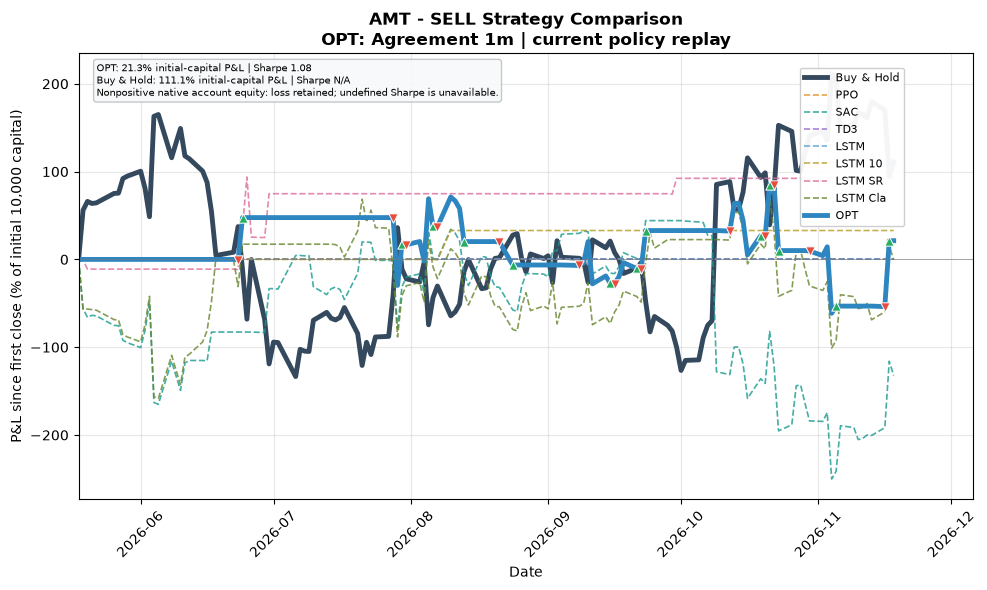 AMT - SELL Strategy Comparison
OPT: Agreement 1m | current policy replay
OPT: 21.3% initial-capital P&L | Sharpe 1.08
Buy & Hold: 111.1% initial-capital P&L | Sharpe N/A
Nonpositive native account equity: loss retained; undefined Sharpe is unavailable.
Buy & Hold
PPO
SAC
TD3
LSTM
LSTM 10
LSTM SR
LSTM Cla
OPT
P&L since first close (% of initial 10,000 capital)
200
100
0
−100
−200
2026-06
2026-07
2026-08
2026-09
2026-10
2026-11
2026-12
Date